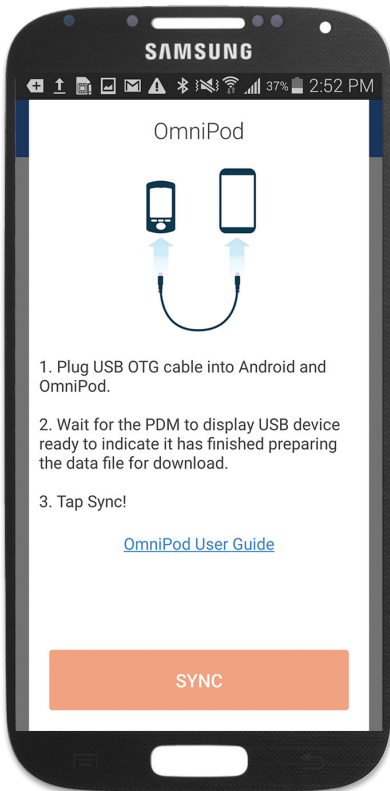 SAMSUNG
37% 2:52 PM
OmniPod
1. Plug USB OTG cable into Android and
OmniPod.
2. Wait for the PDM to display USB device
ready to indicate it has finished preparing
the data file for download.
3. Tap Sync!
OmniPod User Guide
SYNC